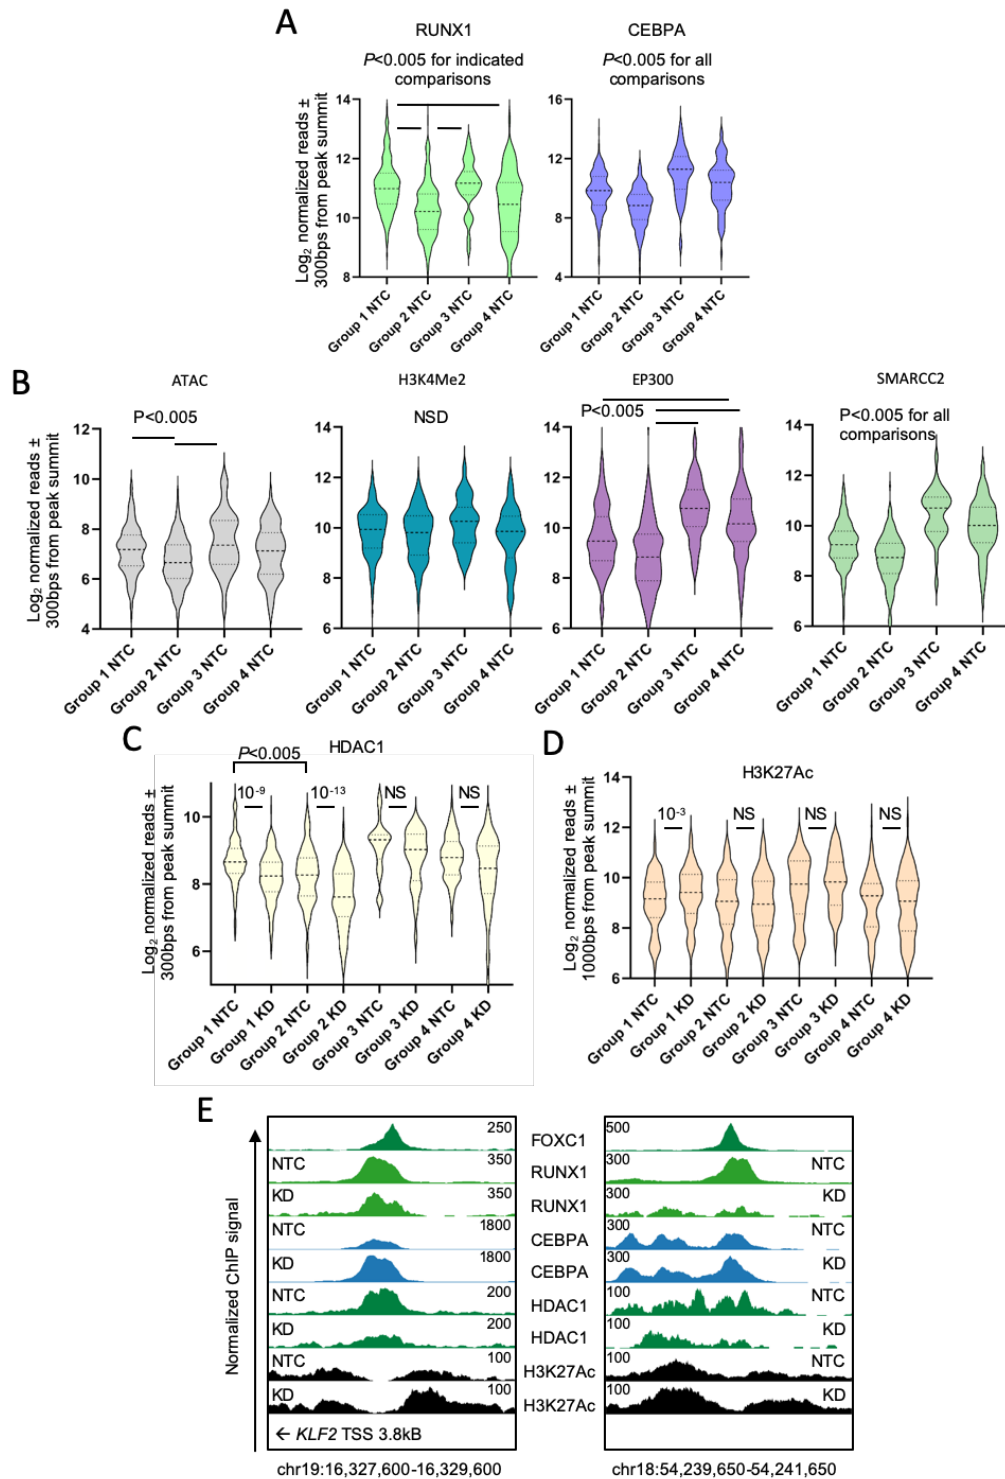 A
RUNX1
CEBPA
P<0.005 for indicated
comparisons
P<0.005 for all
comparisons
Log2 normalized reads ±
300bps from peak summit
14
12
10
8
16
12
8
4
Group 1 NTC
Group 2 NTC
Group 3 NTC
Group 4 NTC
Group 1 NTC
Group 2 NTC
Group 3 NTC
Group 4 NTC
B
ATAC
H3K4Me2
EP300
SMARCC2
P<0.005
NSD
P<0.005
P<0.005 for all
comparisons
Log2 normalized reads ±
300bps from peak summit
12
10
8
6
4
14
12
10
8
6
14
12
10
8
6
14
12
10
8
6
Group 1 NTC
Group 2 NTC
Group 3 NTC
Group 4 NTC
Group 1 NTC
Group 2 NTC
Group 3 NTC
Group 4 NTC
Group 1 NTC
Group 2 NTC
Group 3 NTC
Group 4 NTC
Group 1 NTC
Group 2 NTC
Group 3 NTC
Group 4 NTC
C
HDAC1
P<0.005
10-9
10-13
NS
NS
Log2 normalized reads ±
300bps from peak summit
10
8
6
Group 1 NTC
Group 1 KD
Group 2 NTC
Group 2 KD
Group 3 NTC
Group 3 KD
Group 4 NTC
Group 4 KD
D
H3K27Ac
10-3
NS
NS
NS
Log2 normalized reads ±
1000bps from peak summit
14
12
10
8
6
Group 1 NTC
Group 1 KD
Group 2 NTC
Group 2 KD
Group 3 NTC
Group 3 KD
Group 4 NTC
Group 4 KD
E
Normalized ChIP signal
250 FOXC1 500
NTC 350 RUNX1 300 NTC
KD 350 RUNX1 300 KD
NTC 1800 CEBPA 300 NTC
KD 1800 CEBPA 300 KD
NTC 200 HDAC1 100 NTC
KD 200 HDAC1 100 KD
NTC 100 H3K27Ac 100 NTC
KD 100 H3K27Ac 100 KD
← KLF2 TSS 3.8kB
chr19:16,327,600-16,329,600
chr18:54,239,650-54,241,650